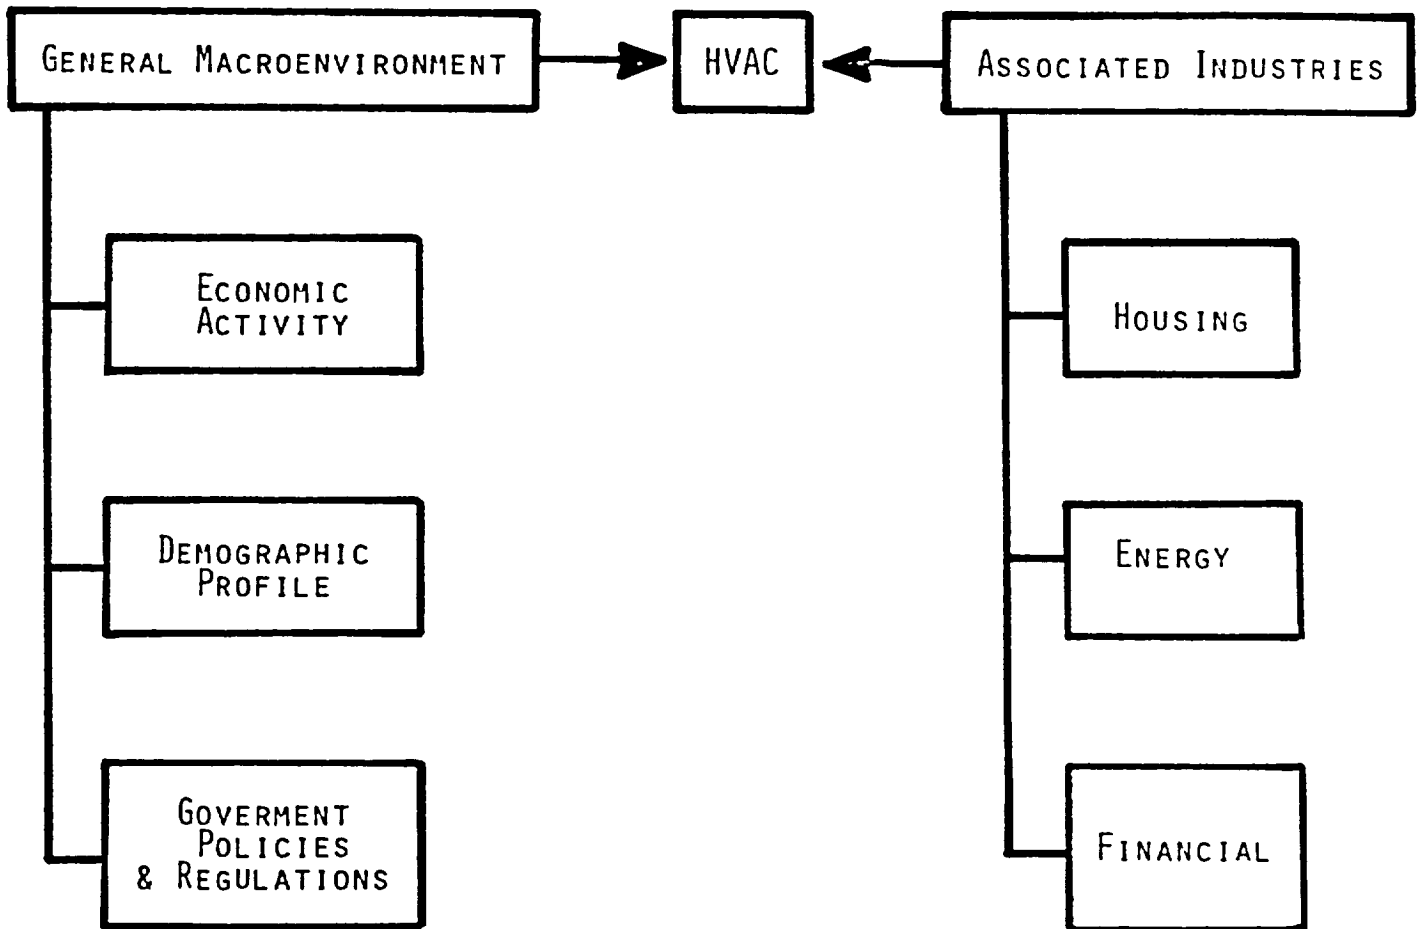 GENERAL MACROENVIRONMENT
HVAC
ASSOCIATED INDUSTRIES
ECONOMIC
ACTIVITY
HOUSING
DEMOGRAPHIC
PROFILE
ENERGY
GOVERMENT
POLICIES
& REGULATIONS
FINANCIAL